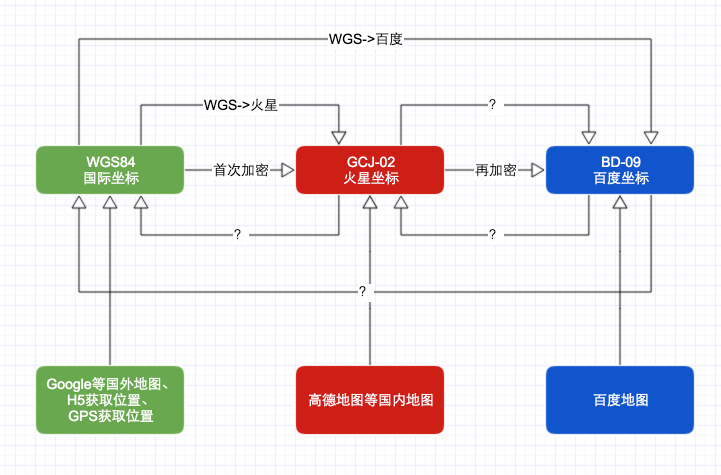 WGS->百度
WGS->火星
?
WGS84
国际坐标
首次加密
GCJ-02
火星坐标
再加密
BD-09
百度坐标
?
?
?
Google等国外地图、
H5获取位置、
GPS获取位置
高德地图等国内地图
百度地图